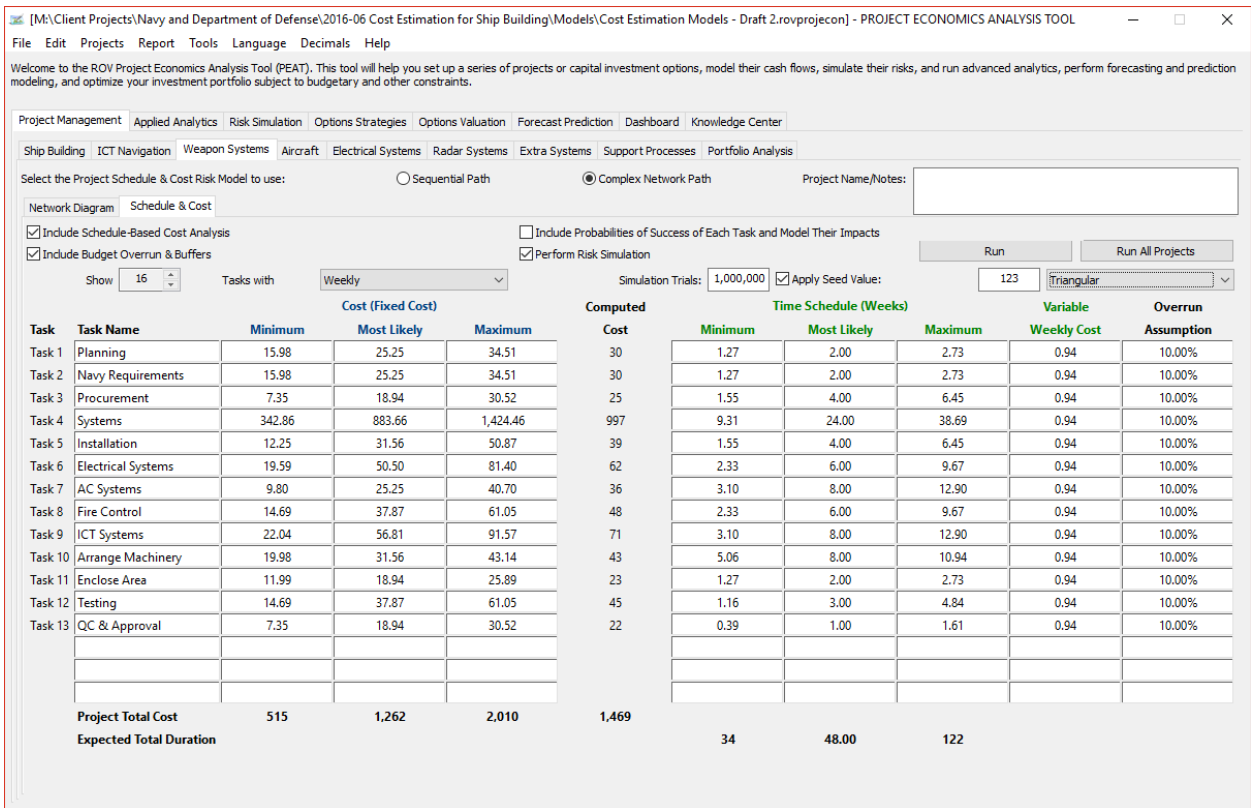 [M:\Client Projects\Navy and Department of Defense\2016-06 Cost Estimation for Ship Building\Models\Cost Estimation Models - Draft 2.rovprojecon] - PROJECT ECONOMICS ANALYSIS TOOL
File Edit Projects Report Tools Language Decimals Help
Welcome to the ROV Project Economics Analysis Tool (PEAT). This tool will help you set up a series of projects or capital investment options, model their cash flows, simulate their risks, and run advanced analytics, perform forecasting and prediction
modeling, and optimize your investment portfolio subject to budgetary and other constraints.
Project Management Applied Analytics Risk Simulation Options Strategies Options Valuation Forecast Prediction Dashboard Knowledge Center
Ship Building ICT Navigation Weapon Systems Aircraft Electrical Systems Radar Systems Extra Systems Support Processes Portfolio Analysis
Select the Project Schedule & Cost Risk Model to use: Sequential Path Complex Network Path Project Name/Notes:
Network Diagram Schedule & Cost
Include Schedule-Based Cost Analysis Include Probabilities of Success of Each Task and Model Their Impacts
Include Budget Overrun & Buffers Perform Risk Simulation Run Run All Projects
Show 16 Tasks with Weekly Simulation Trials: 1,000,000 Apply Seed Value: 123 Triangular
Cost (Fixed Cost) Computed Time Schedule (Weeks) Variable Overrun
Task Task Name Minimum Most Likely Maximum Cost Minimum Most Likely Maximum Weekly Cost Assumption
Task 1 Planning 15.98 25.25 34.51 30 1.27 2.00 2.73 0.94 10.00%
Task 2 Navy Requirements 15.98 25.25 34.51 30 1.27 2.00 2.73 0.94 10.00%
Task 3 Procurement 7.35 18.94 30.52 25 1.55 4.00 6.45 0.94 10.00%
Task 4 Systems 342.86 883.66 1,424.46 997 9.31 24.00 38.69 0.94 10.00%
Task 5 Installation 12.25 31.56 50.87 39 1.55 4.00 6.45 0.94 10.00%
Task 6 Electrical Systems 19.59 50.50 81.40 62 2.33 6.00 9.67 0.94 10.00%
Task 7 AC Systems 9.80 25.25 40.70 36 3.10 8.00 12.90 0.94 10.00%
Task 8 Fire Control 14.69 37.87 61.05 48 2.33 6.00 9.67 0.94 10.00%
Task 9 ICT Systems 22.04 56.81 91.57 71 3.10 8.00 12.90 0.94 10.00%
Task 10 Arrange Machinery 19.98 31.56 43.14 43 5.06 8.00 10.94 0.94 10.00%
Task 11 Enclose Area 11.99 18.94 25.89 23 1.27 2.00 2.73 0.94 10.00%
Task 12 Testing 14.69 37.87 61.05 45 1.16 3.00 4.84 0.94 10.00%
Task 13 QC & Approval 7.35 18.94 30.52 22 0.39 1.00 1.61 0.94 10.00%
Project Total Cost 515 1,262 2,010 1,469
Expected Total Duration 34 48.00 122